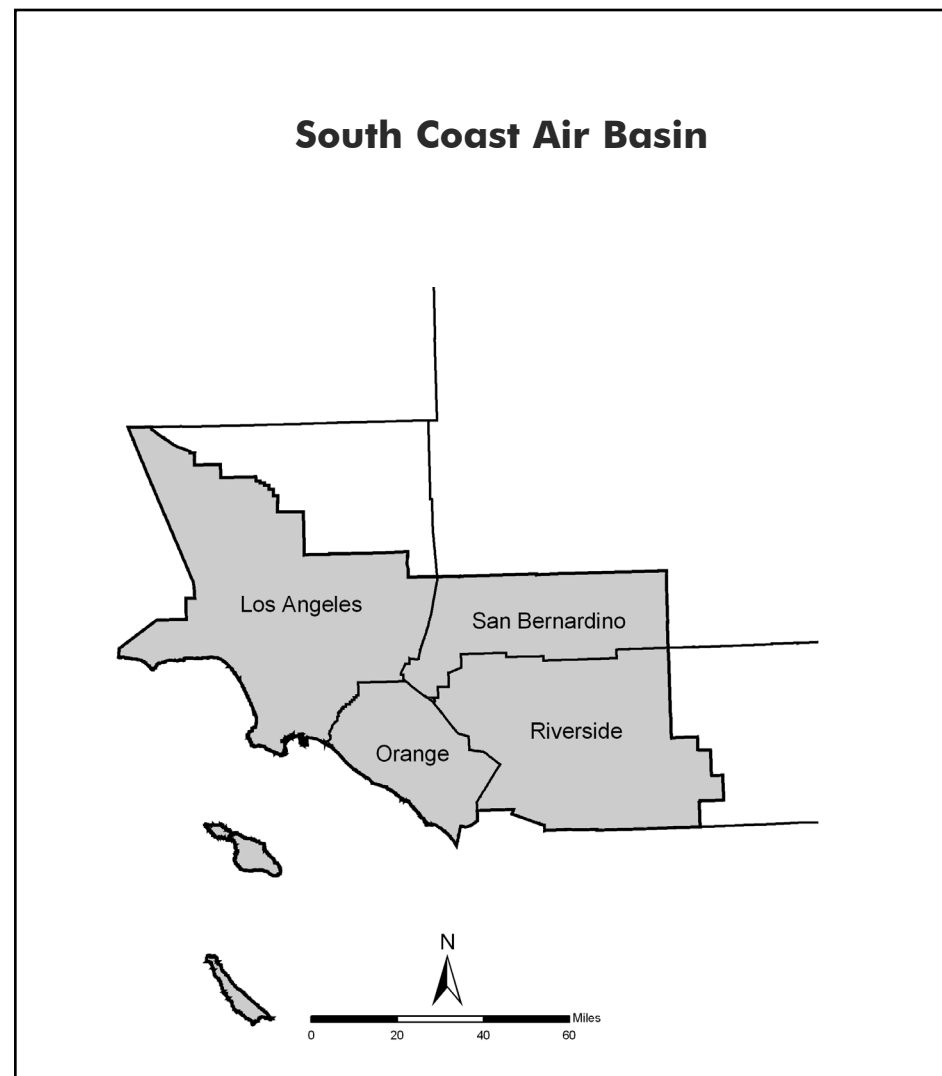 South Coast Air Basin
Los Angeles
San Bernardino
Riverside
Orange
N
Miles
0 20 40 60